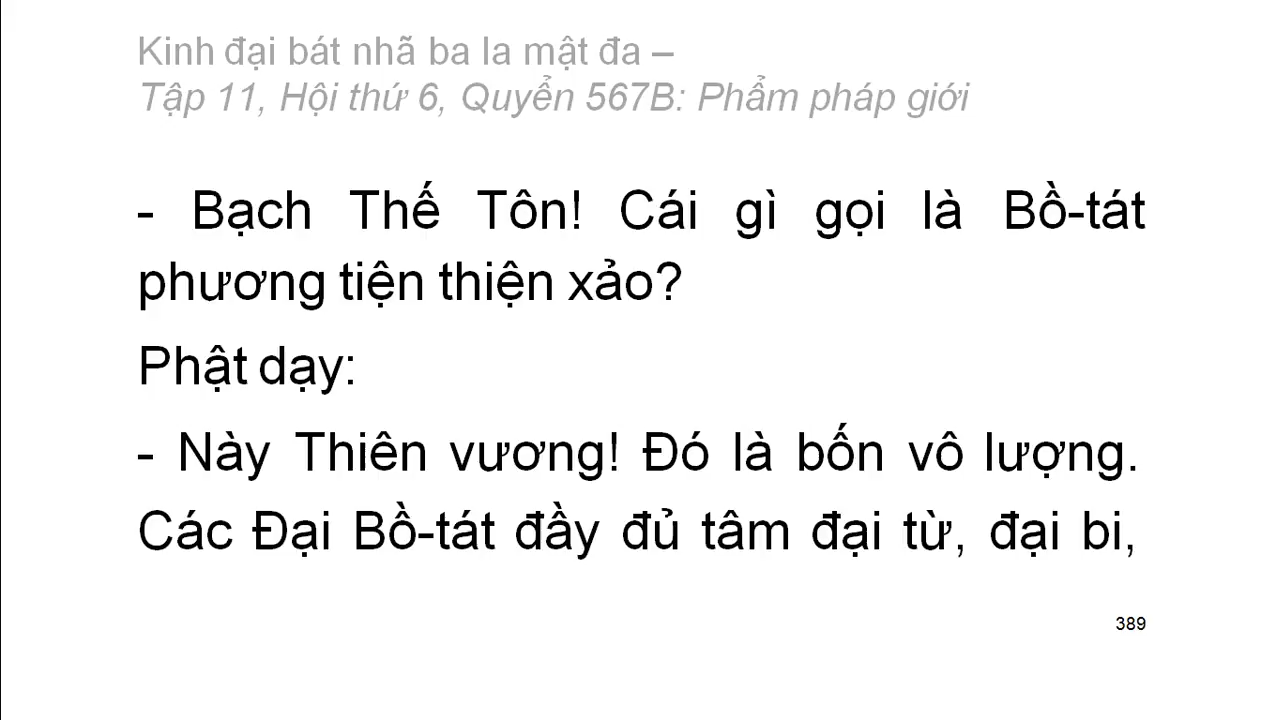 Kinh đại bát nhã ba la mật đa –
Tập 11, Hội thứ 6, Quyển 567B: Phẩm pháp giới
- Bạch Thế Tôn! Cái gì gọi là Bồ-tát
phương tiện thiện xảo?
Phật dạy:
- Này Thiên vương! Đó là bốn vô lượng.
Các Đại Bồ-tát đầy đủ tâm đại từ, đại bi,
389